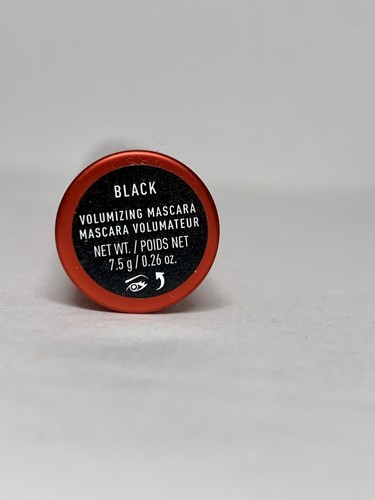 BLACK
VOLUMIZING MASCARA
MASCARA VOLUMATEUR
NET WT. / POIDS NET
7.5 g / 0.26 oz.